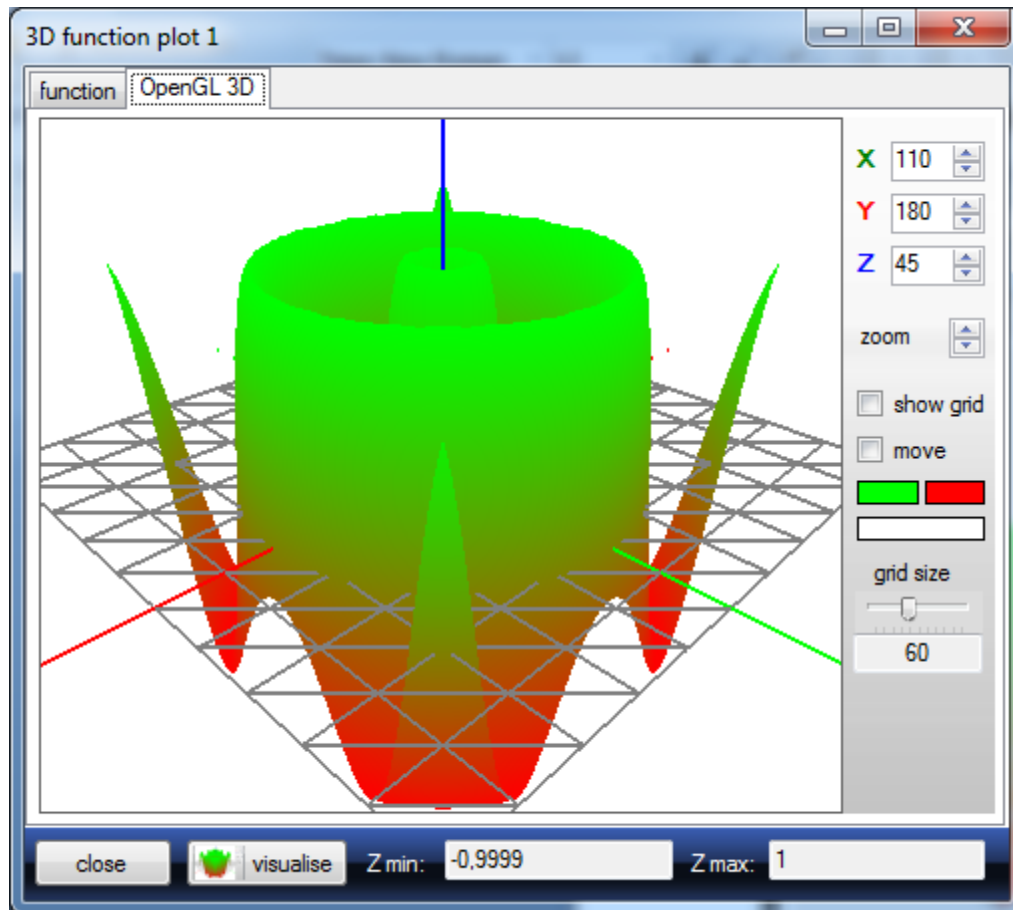 3D function plot 1
function OpenGL 3D
X 110
Y 180
Z 45
zoom
show grid
move
grid size
60
close visualise Z min: -0,9999 Z max: 1